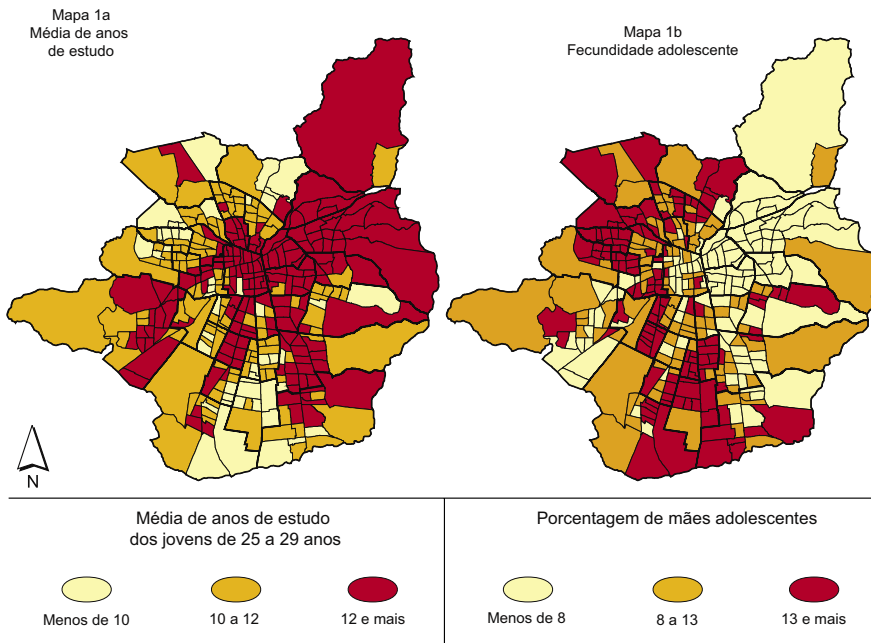 Mapa 1a
Média de anos
de estudo
Mapa 1b
Fecundidade adolescente
N
Média de anos de estudo
dos jovens de 25 a 29 anos
Menos de 10
10 a 12
12 e mais
Porcentagem de mães adolescentes
Menos de 8
8 a 13
13 e mais